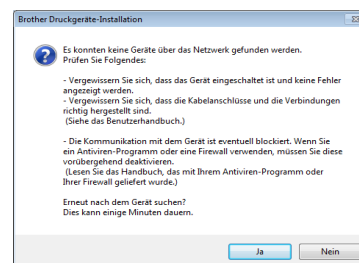 Brother Druckgeräte-Installation
Es konnten keine Geräte über das Netzwerk gefunden werden.
Prüfen Sie Folgendes:
- Vergewissern Sie sich, dass das Gerät eingeschaltet ist und keine Fehler
angezeigt werden.
- Vergewissern Sie sich, dass die Kabelanschlüsse und die Verbindungen
richtig hergestellt sind.
(Siehe das Benutzerhandbuch.)
- Die Kommunikation mit dem Gerät ist eventuell blockiert. Wenn Sie
ein Antiviren-Programm oder eine Firewall verwenden, müssen Sie diese
vorübergehend deaktivieren.
(Lesen Sie das Handbuch, das mit Ihrem Antiviren-Programm oder
Ihrer Firewall geliefert wurde.)
Erneut nach dem Gerät suchen?
Dies kann einige Minuten dauern.
Ja
Nein